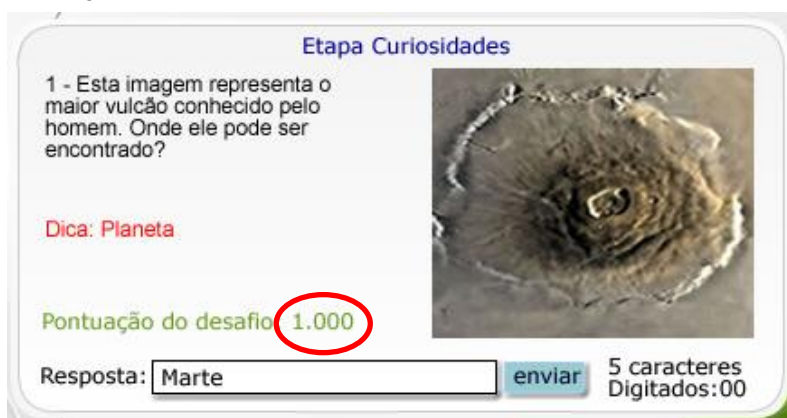 Etapa Curiosidades
1 - Esta imagem representa o
maior vulcão conhecido pelo
homem. Onde ele pode ser
encontrado?
Dica: Planeta
Pontuação do desafio 1.000
Resposta: Marte enviar
5 caracteres
Digitados:00